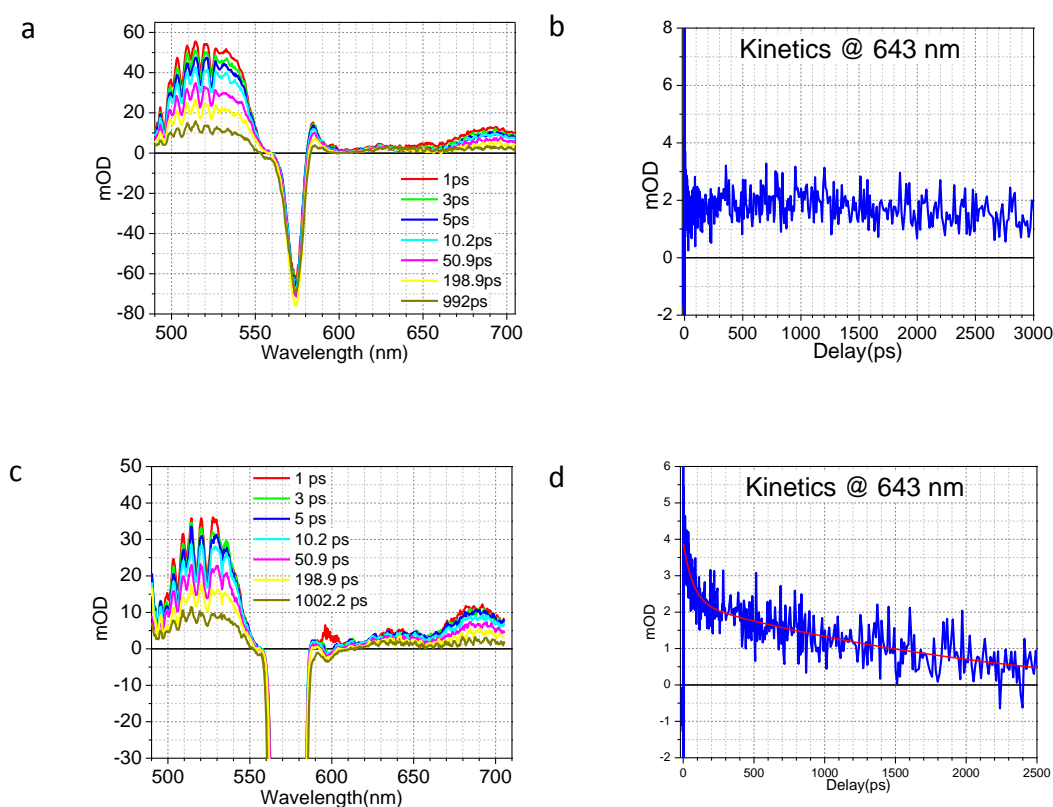 a
60
40
20
0
-20
-40
-60
-80
mOD
1ps
3ps
5ps
10.2ps
50.9ps
198.9ps
992ps
500 550 600 650 700
Wavelength (nm)
b
Kinetics @ 643 nm
8
6
4
2
0
-2
mOD
0 500 1000 1500 2000 2500 3000
Delay(ps)
c
50
40
30
20
10
0
-10
-20
-30
mOD
1 ps
3 ps
5 ps
10.2 ps
50.9 ps
198.9 ps
1002.2 ps
500 550 600 650 700
Wavelength(nm)
d
Kinetics @ 643 nm
6
5
4
3
2
1
0
-1
-2
mOD
0 500 1000 1500 2000 2500
Delay(ps)